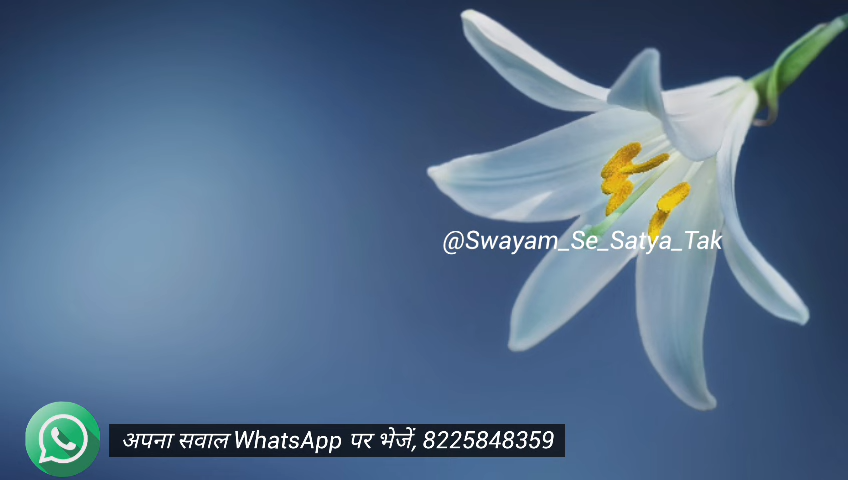 @Swayam_Se_Satya_Tak
अपना सवाल WhatsApp पर भेजें, 8225848359